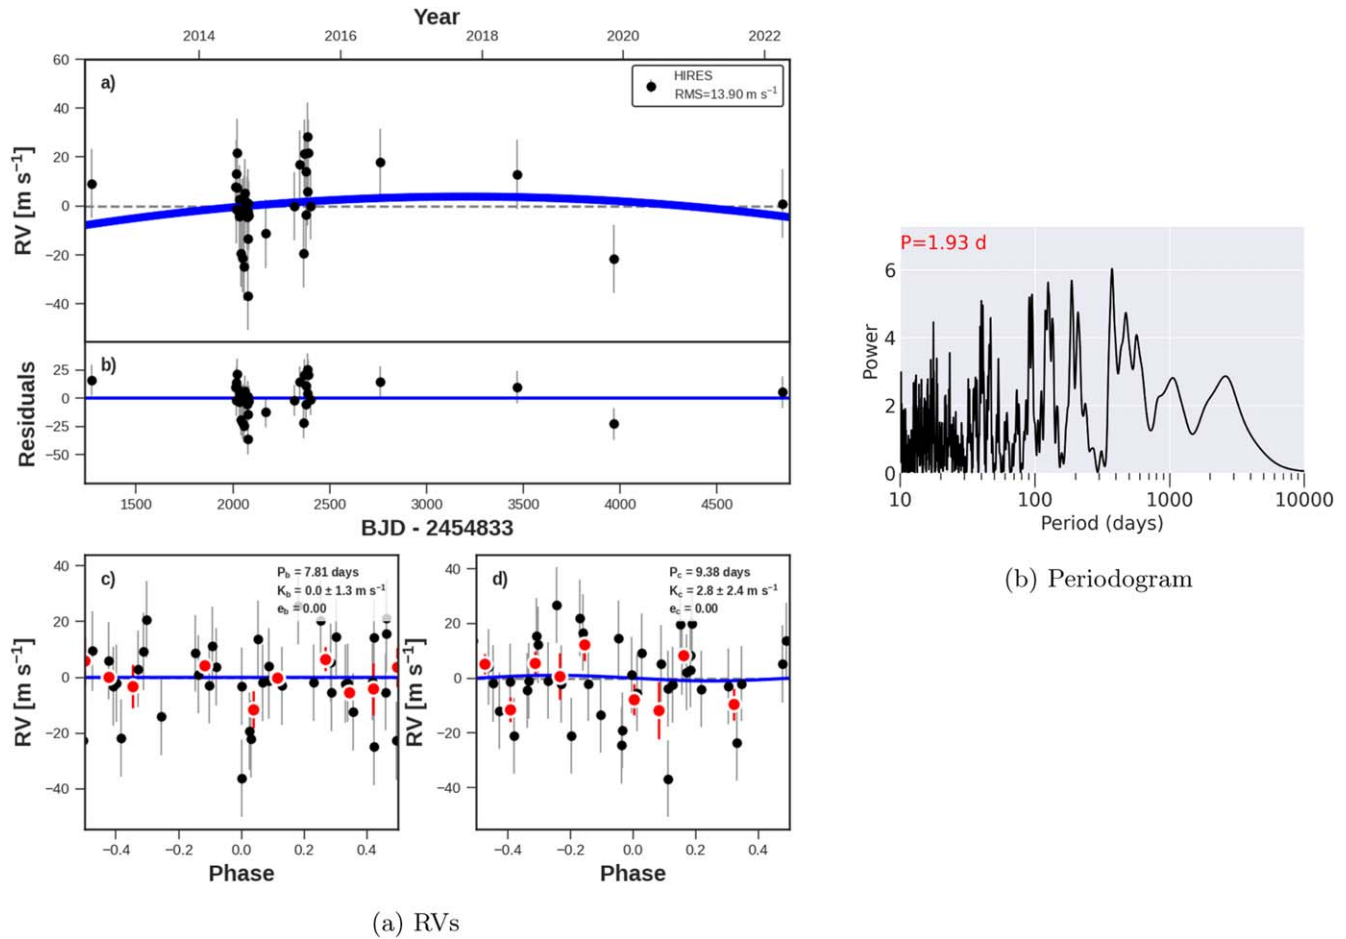 Year
2014 2016 2018 2020 2022
a)
HIRES
RMS=13.90 m s⁻¹
60
40
20
0
−20
−40
RV [m s⁻¹]
b)
25
0
−25
−50
Residuals
1500 2000 2500 3000 3500 4000 4500
BJD - 2454833
c)
P_b = 7.81 days
K_b = 0.0 ± 1.3 m s⁻¹
e_b = 0.00
40
20
0
−20
−40
RV [m s⁻¹]
−0.4 −0.2 0.0 0.2 0.4
Phase
d)
P_c = 9.38 days
K_c = 2.8 ± 2.4 m s⁻¹
e_c = 0.00
40
20
0
−20
−40
RV [m s⁻¹]
−0.4 −0.2 0.0 0.2 0.4
Phase
(a) RVs
P=1.93 d
6
4
2
0
Power
10 100 1000 10000
Period (days)
(b) Periodogram